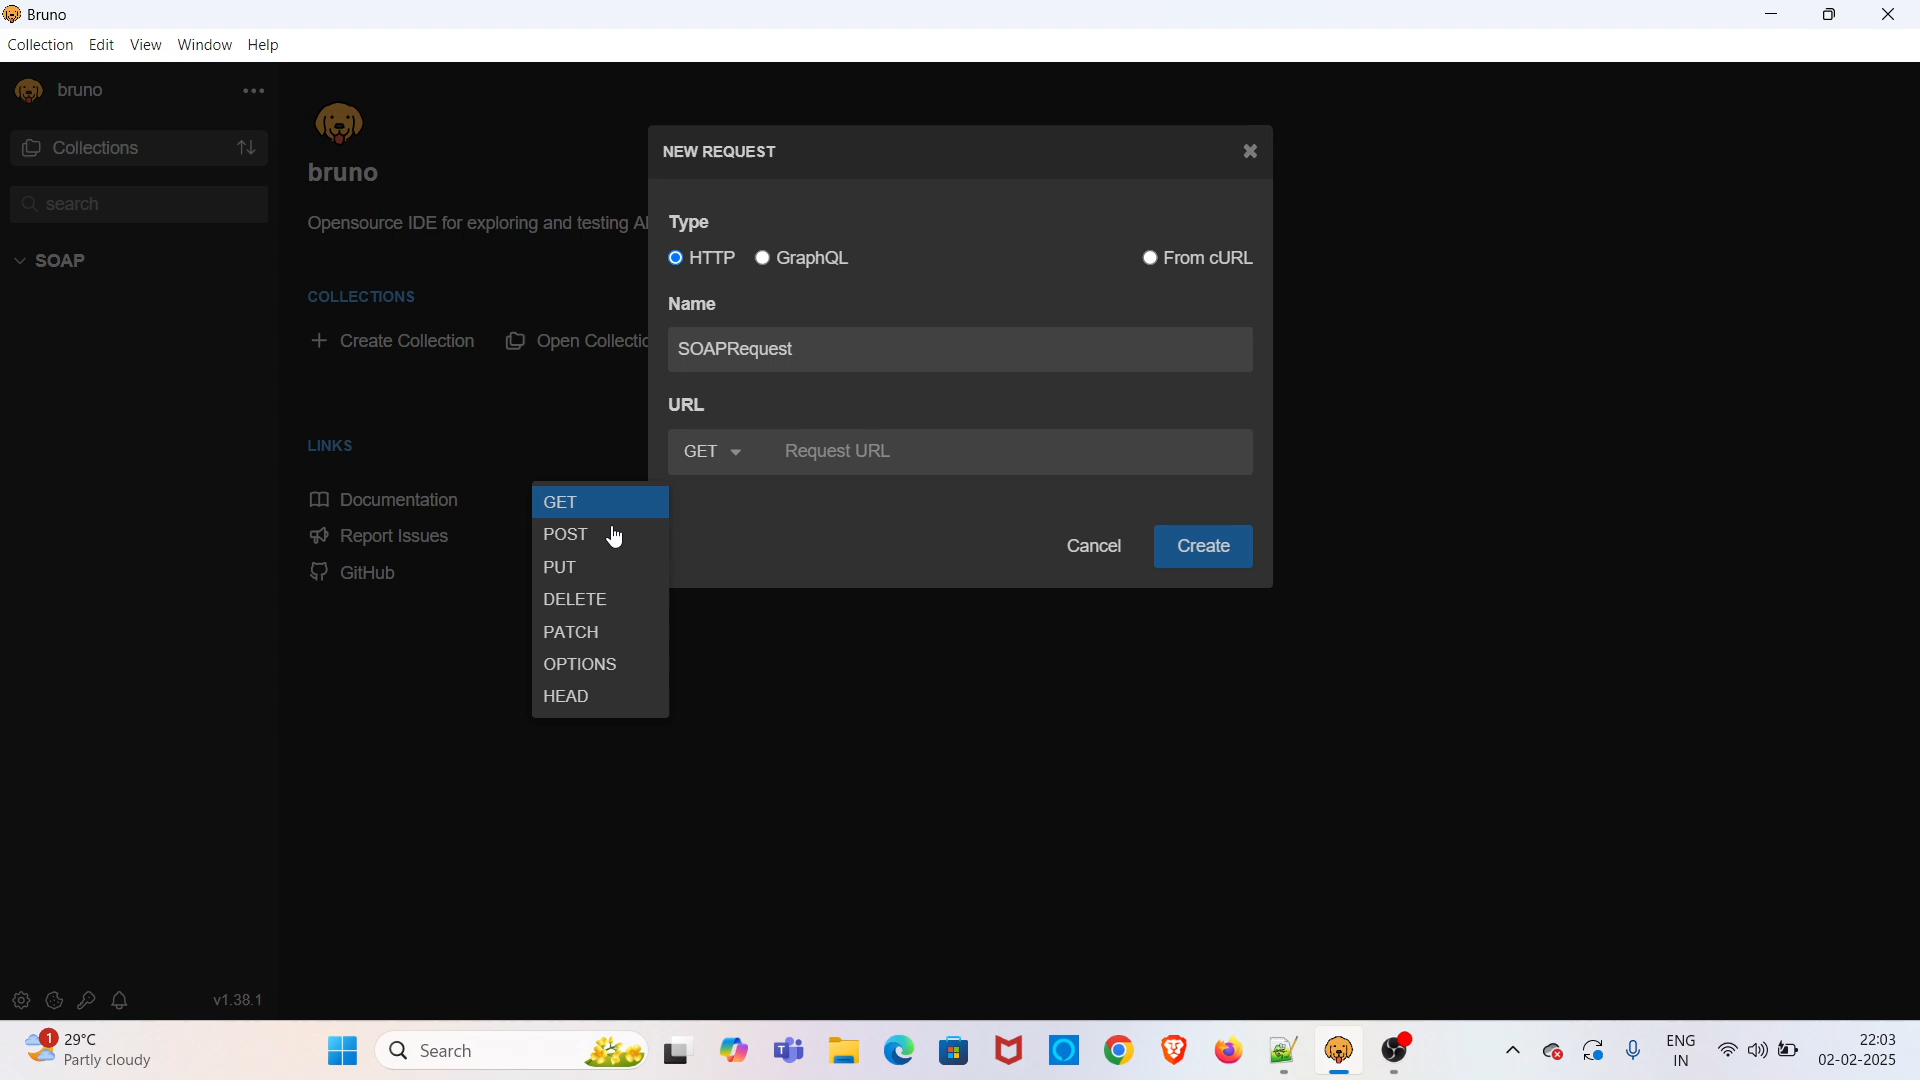 Bruno
Collection Edit View Window Help
bruno
Collections
search
SOAP
bruno
Opensource IDE for exploring and testing
COLLECTIONS
Create Collection Open
LINKS
Documentation
Report Issues
GitHub
NEW REQUEST
Type
HTTP GraphQL From cURL
Name
SOAPRequest
URL
GET Request URL
GET
POST
PUT
DELETE
PATCH
OPTIONS
HEAD
Cancel Create
v1.38.1
1
29°C
Partly cloudy
Search
ENG
IN
22:03
02-02-2025